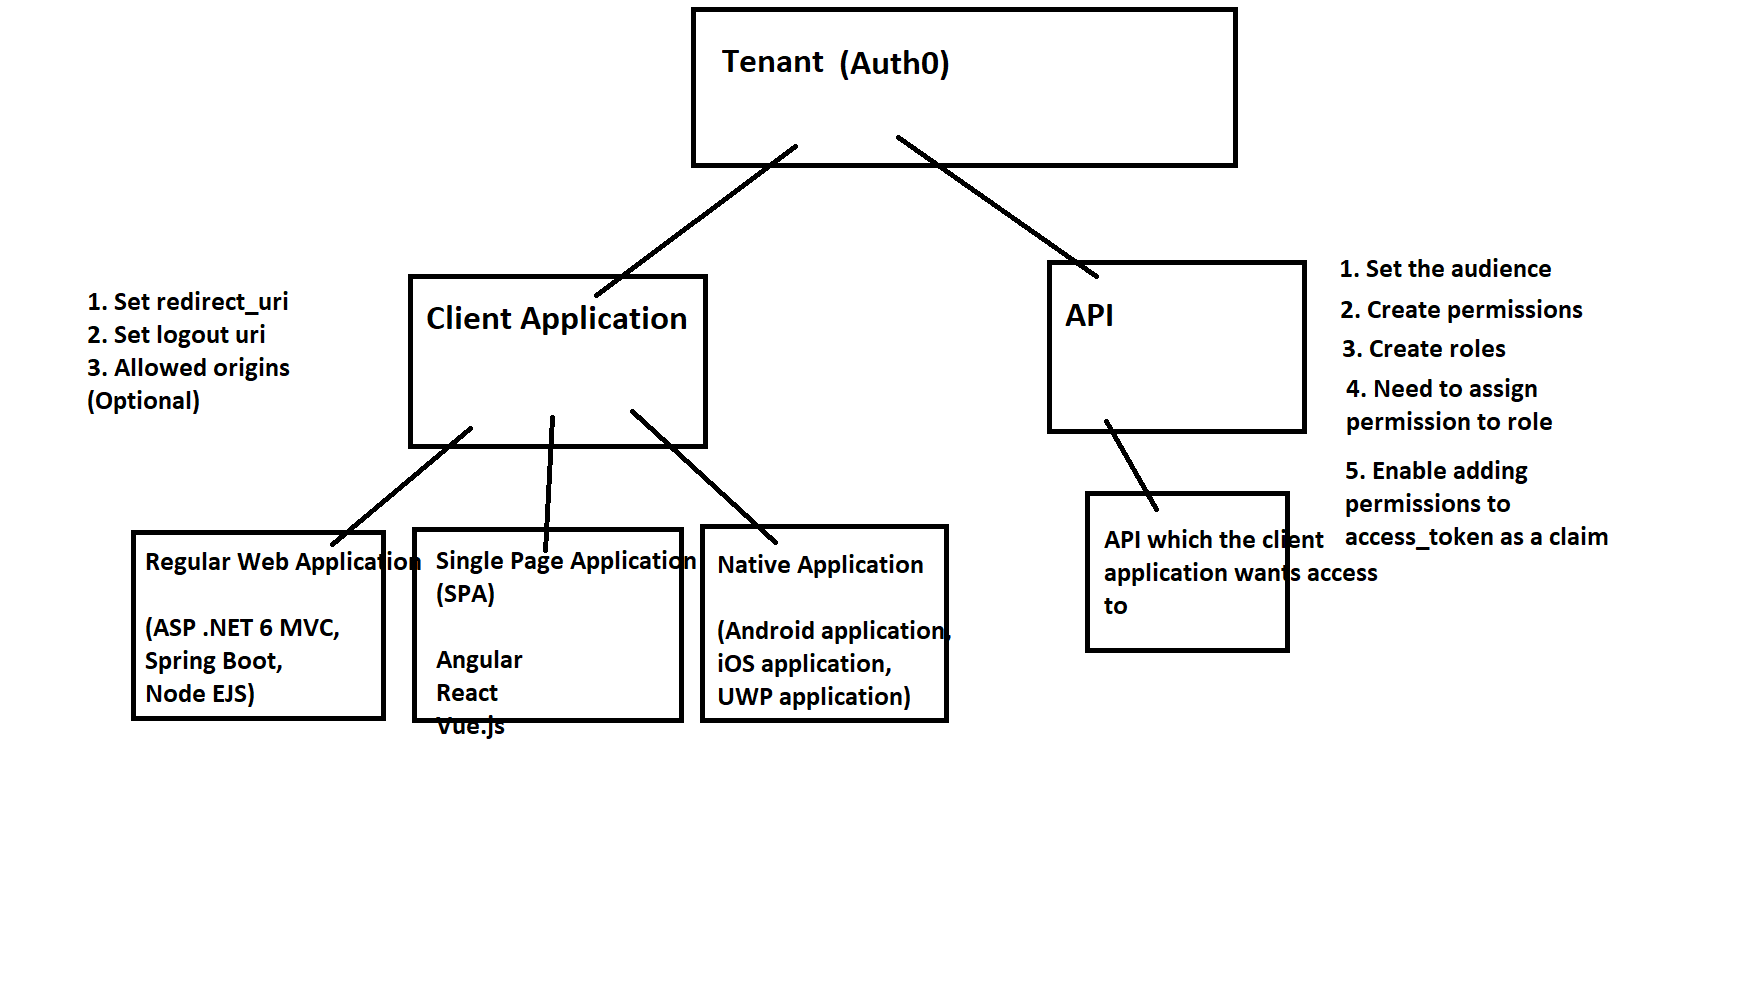 Tenant (Auth0)
1. Set redirect_uri
2. Set logout uri
3. Allowed origins
(Optional)
Client Application
API
1. Set the audience
2. Create permissions
3. Create roles
4. Need to assign
permission to role
5. Enable adding
permissions to
access_token as a claim
Regular Web Application
(ASP .NET 6 MVC,
Spring Boot,
Node EJS)
Single Page Application
(SPA)
Angular
React
Vue.js
Native Application
(Android application,
iOS application,
UWP application)
API which the client
application wants access
to